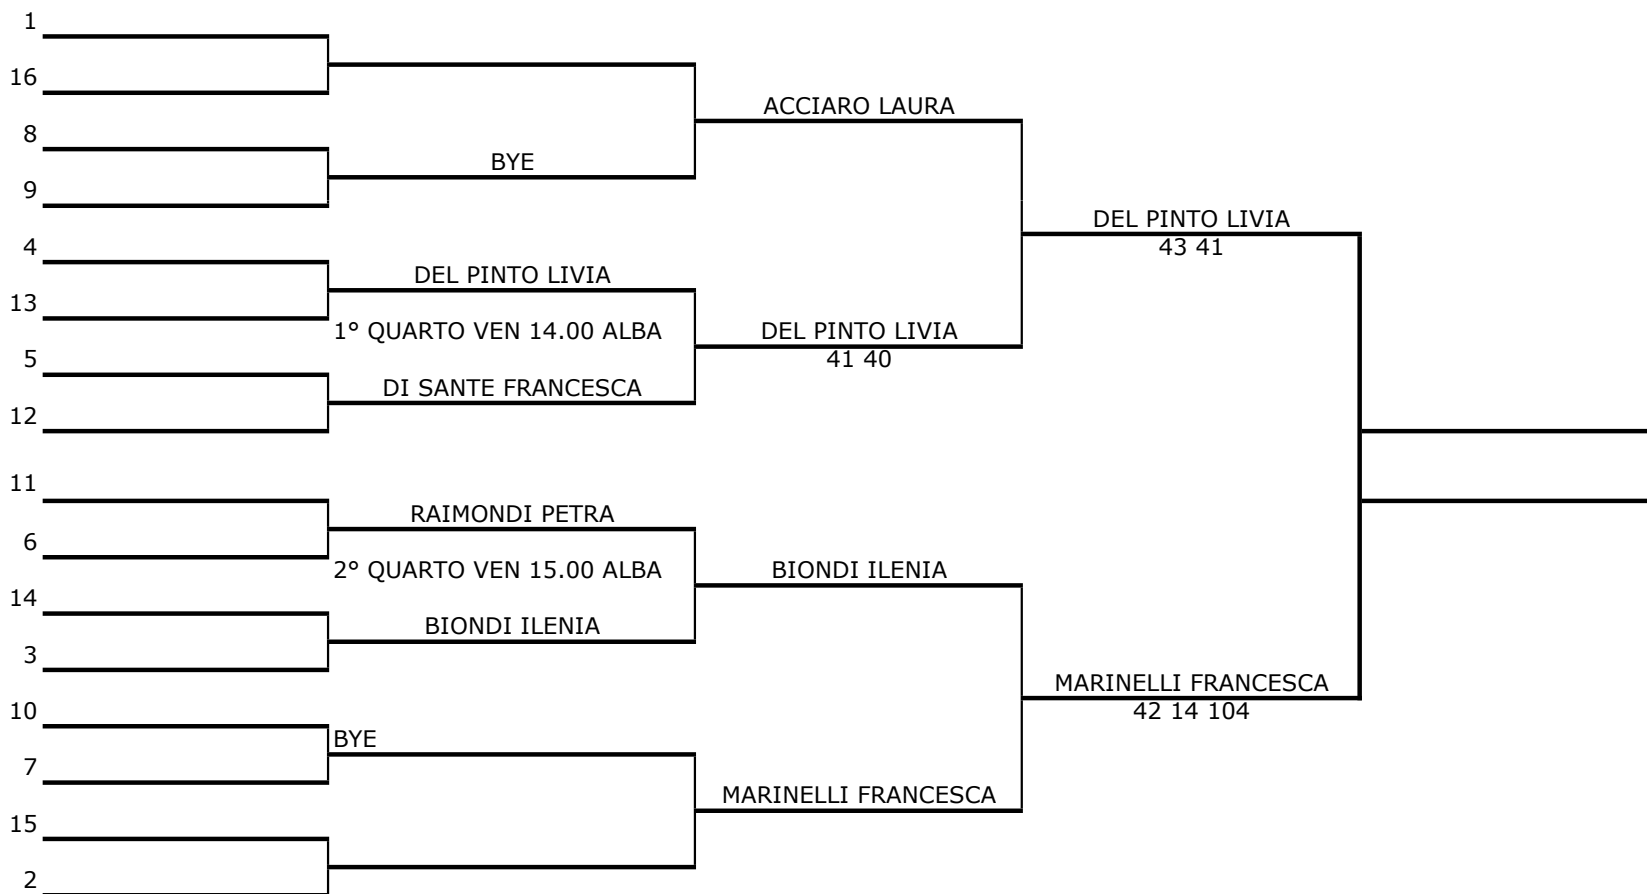 1
16
ACCIARO LAURA
8
BYE
9
DEL PINTO LIVIA
43 41
4
DEL PINTO LIVIA
13
1° QUARTO VEN 14.00 ALBA
DEL PINTO LIVIA
41 40
5
DI SANTE FRANCESCA
12
11
RAIMONDI PETRA
6
2° QUARTO VEN 15.00 ALBA
BIONDI ILENIA
14
BIONDI ILENIA
3
MARINELLI FRANCESCA
42 14 104
10
BYE
7
MARINELLI FRANCESCA
15
2